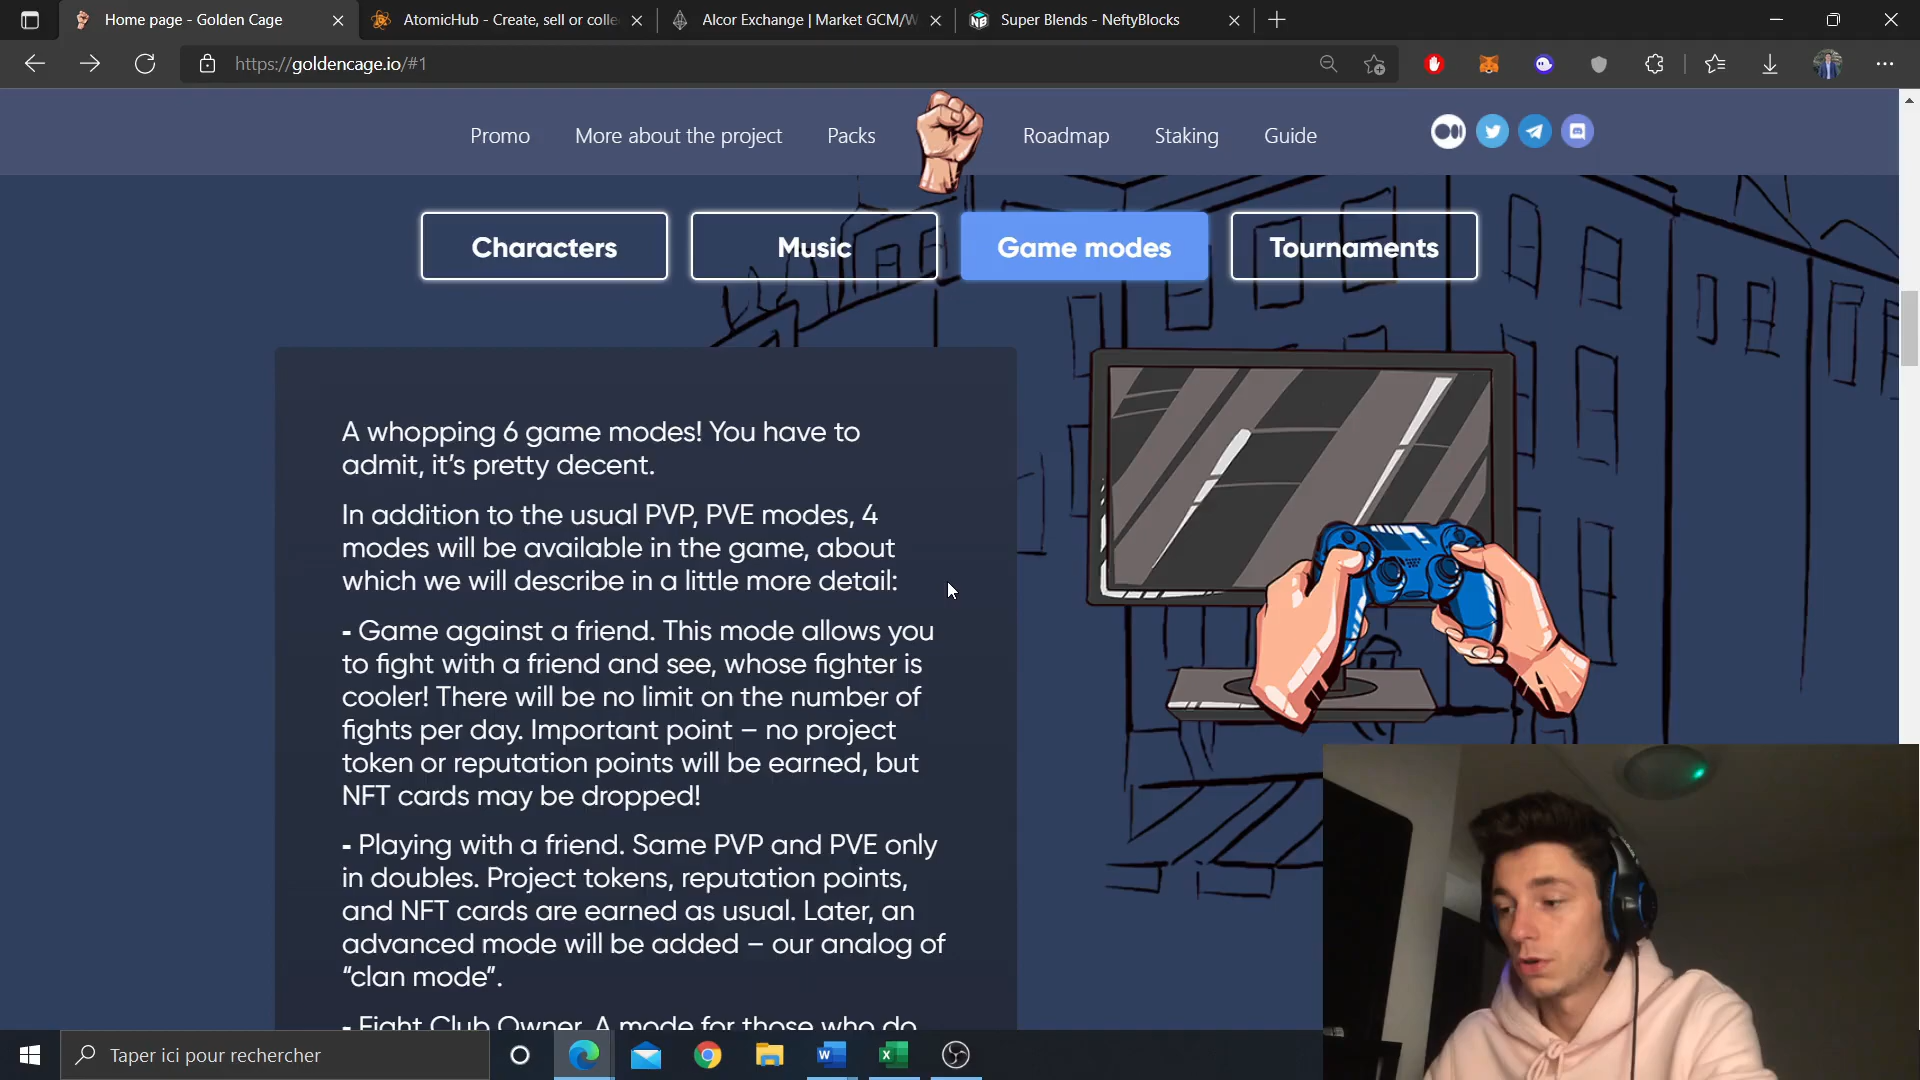 Home page - Golden Cage
AtomicHub - Create, sell or colle
Alcor Exchange | Market GCM/W
Super Blends - NeftyBlocks
https://goldencage.io/#1
Promo
More about the project
Packs
Roadmap
Staking
Guide
Characters
Music
Game modes
Tournaments
A whopping 6 game modes! You have to
admit, it's pretty decent.
In addition to the usual PVP, PVE modes, 4
modes will be available in the game, about
which we will describe in a little more detail:
- Game against a friend. This mode allows you
to fight with a friend and see, whose fighter is
cooler! There will be no limit on the number of
fights per day. Important point – no project
token or reputation points will be earned, but
NFT cards may be dropped!
- Playing with a friend. Same PVP and PVE only
in doubles. Project tokens, reputation points,
and NFT cards are earned as usual. Later, an
advanced mode will be added – our analog of
“clan mode”.
- Fight Club Owner. A mode for those who do
Taper ici pour rechercher